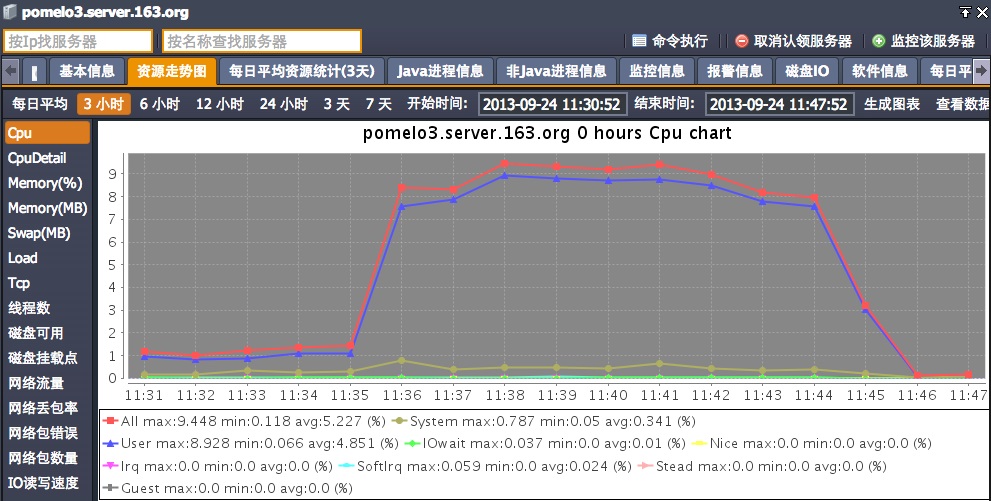 pomelo3.server.163.org
按Ip找服务器 按名称查找服务器 命令执行 取消认领服务器 监控该服务器
基本信息 资源走势图 每日平均资源统计(3天) Java进程信息 非Java进程信息 监控信息 报警信息 磁盘IO 软件信息 每日平
每日平均 3 小时 6 小时 12 小时 24 小时 3 天 7 天 开始时间: 2013-09-24 11:30:52 结束时间: 2013-09-24 11:47:52 生成图表 查看数据
Cpu
CpuDetail
Memory(%)
Memory(MB)
Swap(MB)
Load
Tcp
线程数
磁盘可用
磁盘挂载点
网络流量
网络丢包率
网络包错误
网络包数量
IO读写速度
pomelo3.server.163.org 0 hours Cpu chart
9
8
7
6
5
4
3
2
1
0
11:31 11:32 11:33 11:34 11:35 11:36 11:37 11:38 11:39 11:40 11:41 11:42 11:43 11:44 11:45 11:46 11:47
All max:9.448 min:0.118 avg:5.227 (%) System max:0.787 min:0.05 avg:0.341 (%)
User max:8.928 min:0.066 avg:4.851 (%) IOwait max:0.037 min:0.0 avg:0.01 (%) Nice max:0.0 min:0.0 avg:0.0 (%)
Irq max:0.0 min:0.0 avg:0.0 (%) SoftIrq max:0.059 min:0.0 avg:0.024 (%) Stead max:0.0 min:0.0 avg:0.0 (%)
Guest max:0.0 min:0.0 avg:0.0 (%)